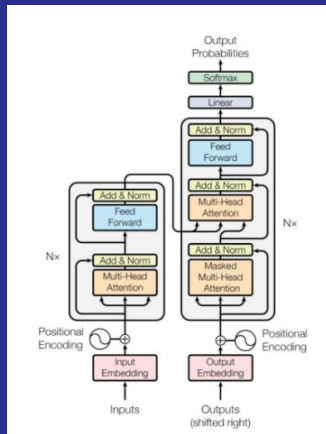 Output
Probabilities
Softmax
Linear
Add & Norm
Feed
Forward
Add & Norm
Multi-Head
Attention
Add & Norm
Masked
Multi-Head
Attention
N×
Positional
Encoding
Output
Embedding
Outputs
(shifted right)
Add & Norm
Feed
Forward
Add & Norm
Multi-Head
Attention
N×
Positional
Encoding
Input
Embedding
Inputs